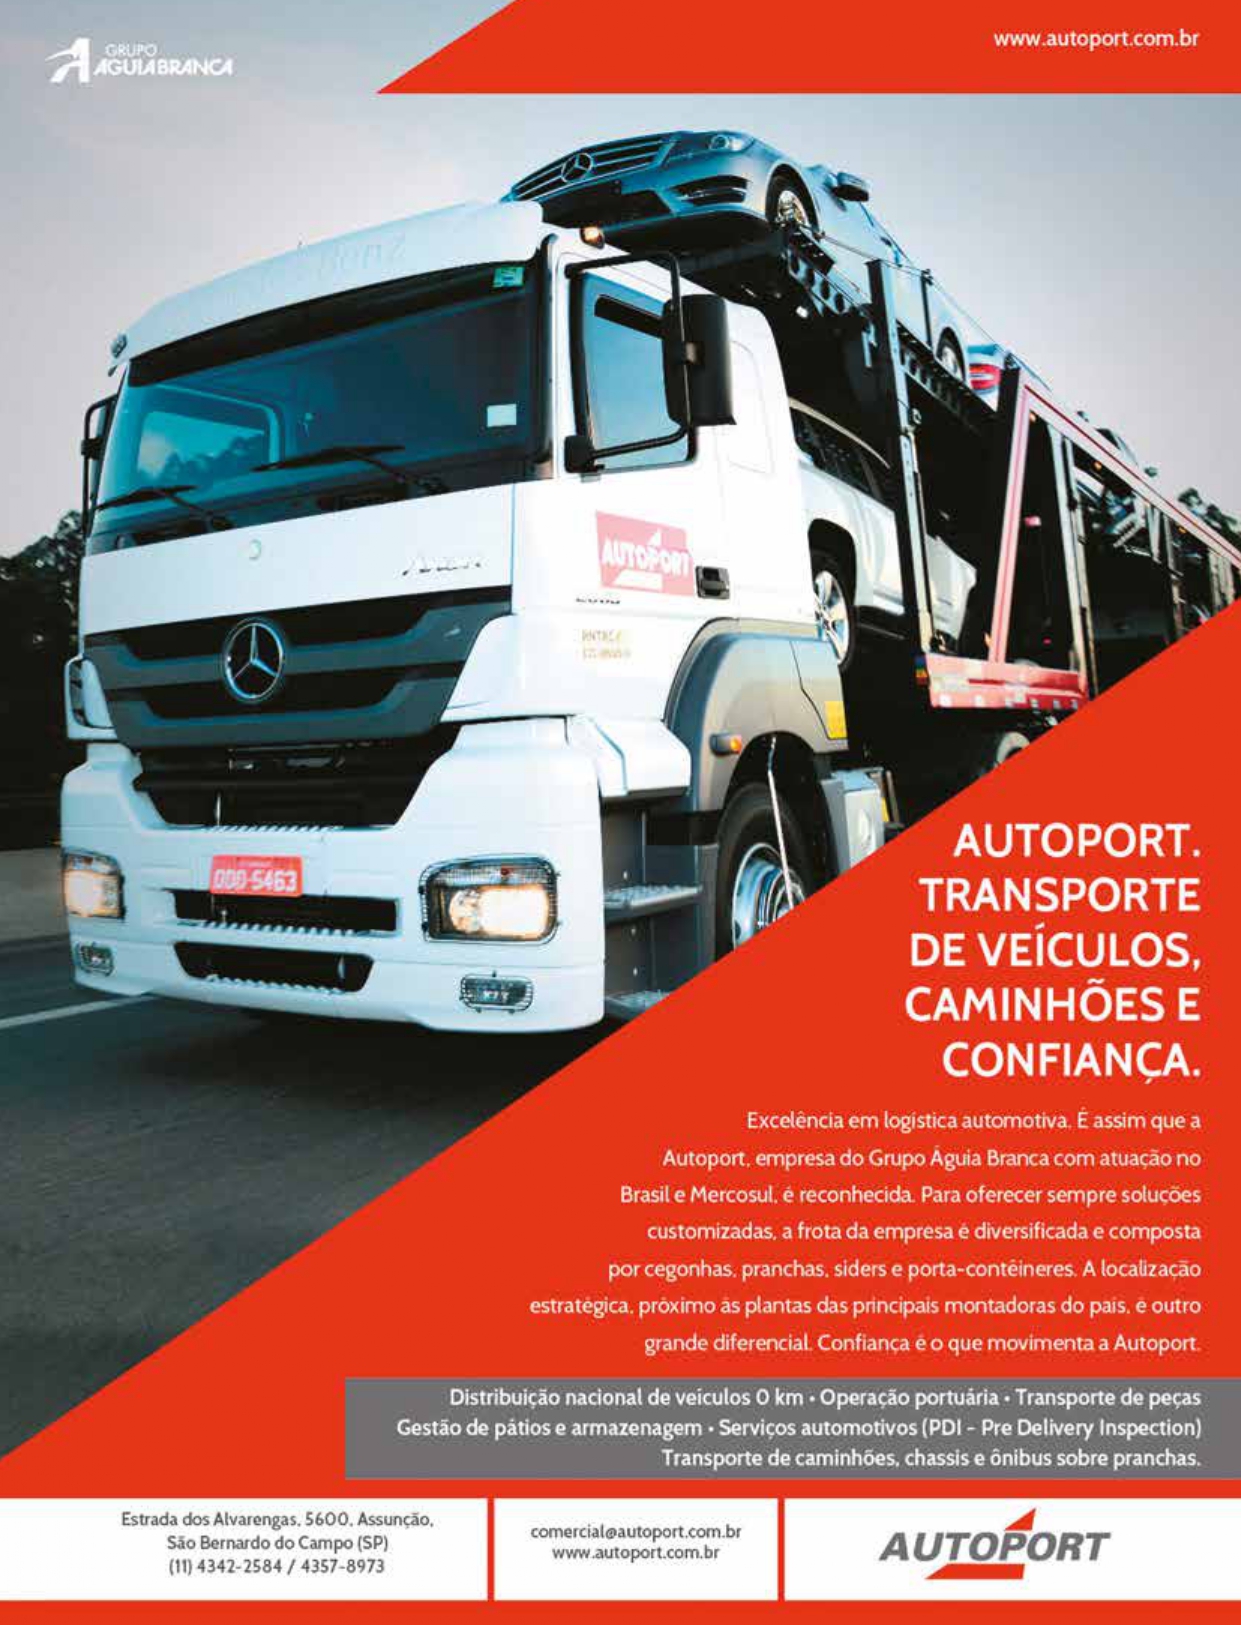 GRUPO
AGUIABRANCA
www.autoport.com.br
AUTOPORT
Axor
ANTT
AUTOPORT.
TRANSPORTE
DE VEÍCULOS,
CAMINHÕES E
CONFIANÇA.
Excelência em logística automotiva. É assim que a
Autoport, empresa do Grupo Águia Branca com atuação no
Brasil e Mercosul, é reconhecida. Para oferecer sempre soluções
customizadas, a frota da empresa é diversificada e composta
por cegonhas, pranchas, siders e porta-contêineres. A localização
estratégica, próximo às plantas das principais montadoras do país, é outro
grande diferencial. Confiança é o que movimenta a Autoport.
Distribuição nacional de veículos 0 km • Operação portuária • Transporte de peças
Gestão de pátios e armazenagem • Serviços automotivos (PDI - Pre Delivery Inspection)
Transporte de caminhões, chassis e ônibus sobre pranchas.
Estrada dos Alvarengas, 5600, Assunção,
São Bernardo do Campo (SP)
(11) 4342-2584 / 4357-8973
comercial@autoport.com.br
www.autoport.com.br
AUTOPORT